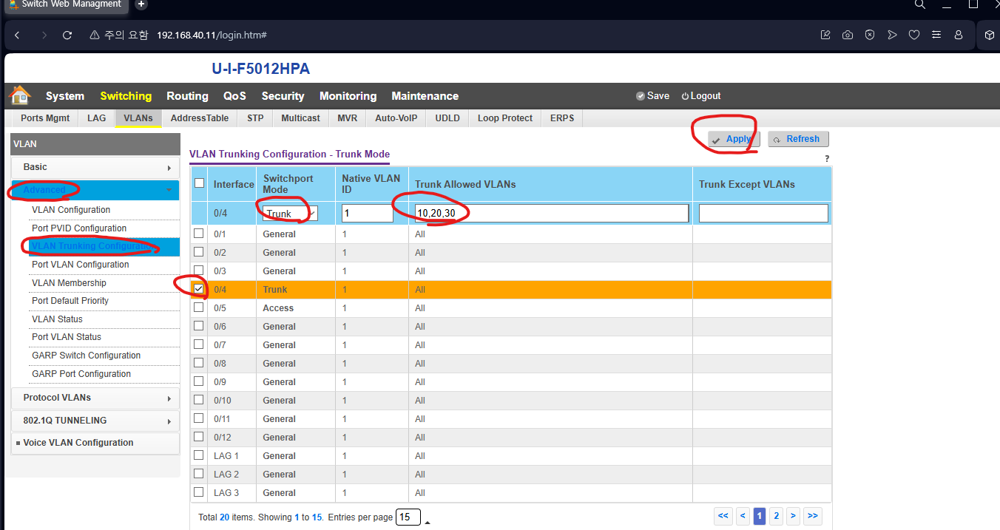 Switch Web Managment
주의 요함 192.168.40.11/login.htm#
U-I-F5012HPA
System Switching Routing QoS Security Monitoring Maintenance Save Logout
Ports Mgmt LAG VLANs AddressTable STP Multicast MVR Auto-VoIP UDLD Loop Protect ERPS
VLAN
Basic
Advanced
VLAN Configuration
Port PVID Configuration
VLAN Trunking Configuration
Port VLAN Configuration
VLAN Membership
Port Default Priority
VLAN Status
Port VLAN Status
GARP Switch Configuration
GARP Port Configuration
Protocol VLANs
802.1Q TUNNELING
Voice VLAN Configuration
Apply Refresh
VLAN Trunking Configuration - Trunk Mode
?
Interface Switchport Mode Native VLAN ID Trunk Allowed VLANs Trunk Except VLANs
0/4 Trunk 1 10,20,30
0/1 General 1 All
0/2 General 1 All
0/3 General 1 All
0/4 Trunk 1 All
0/5 Access 1 All
0/6 General 1 All
0/7 General 1 All
0/8 General 1 All
0/9 General 1 All
0/10 General 1 All
0/11 General 1 All
0/12 General 1 All
LAG 1 General 1 All
LAG 2 General 1 All
LAG 3 General 1 All
Total 20 items. Showing 1 to 15. Entries per page 15
<< < 1 2 > >>